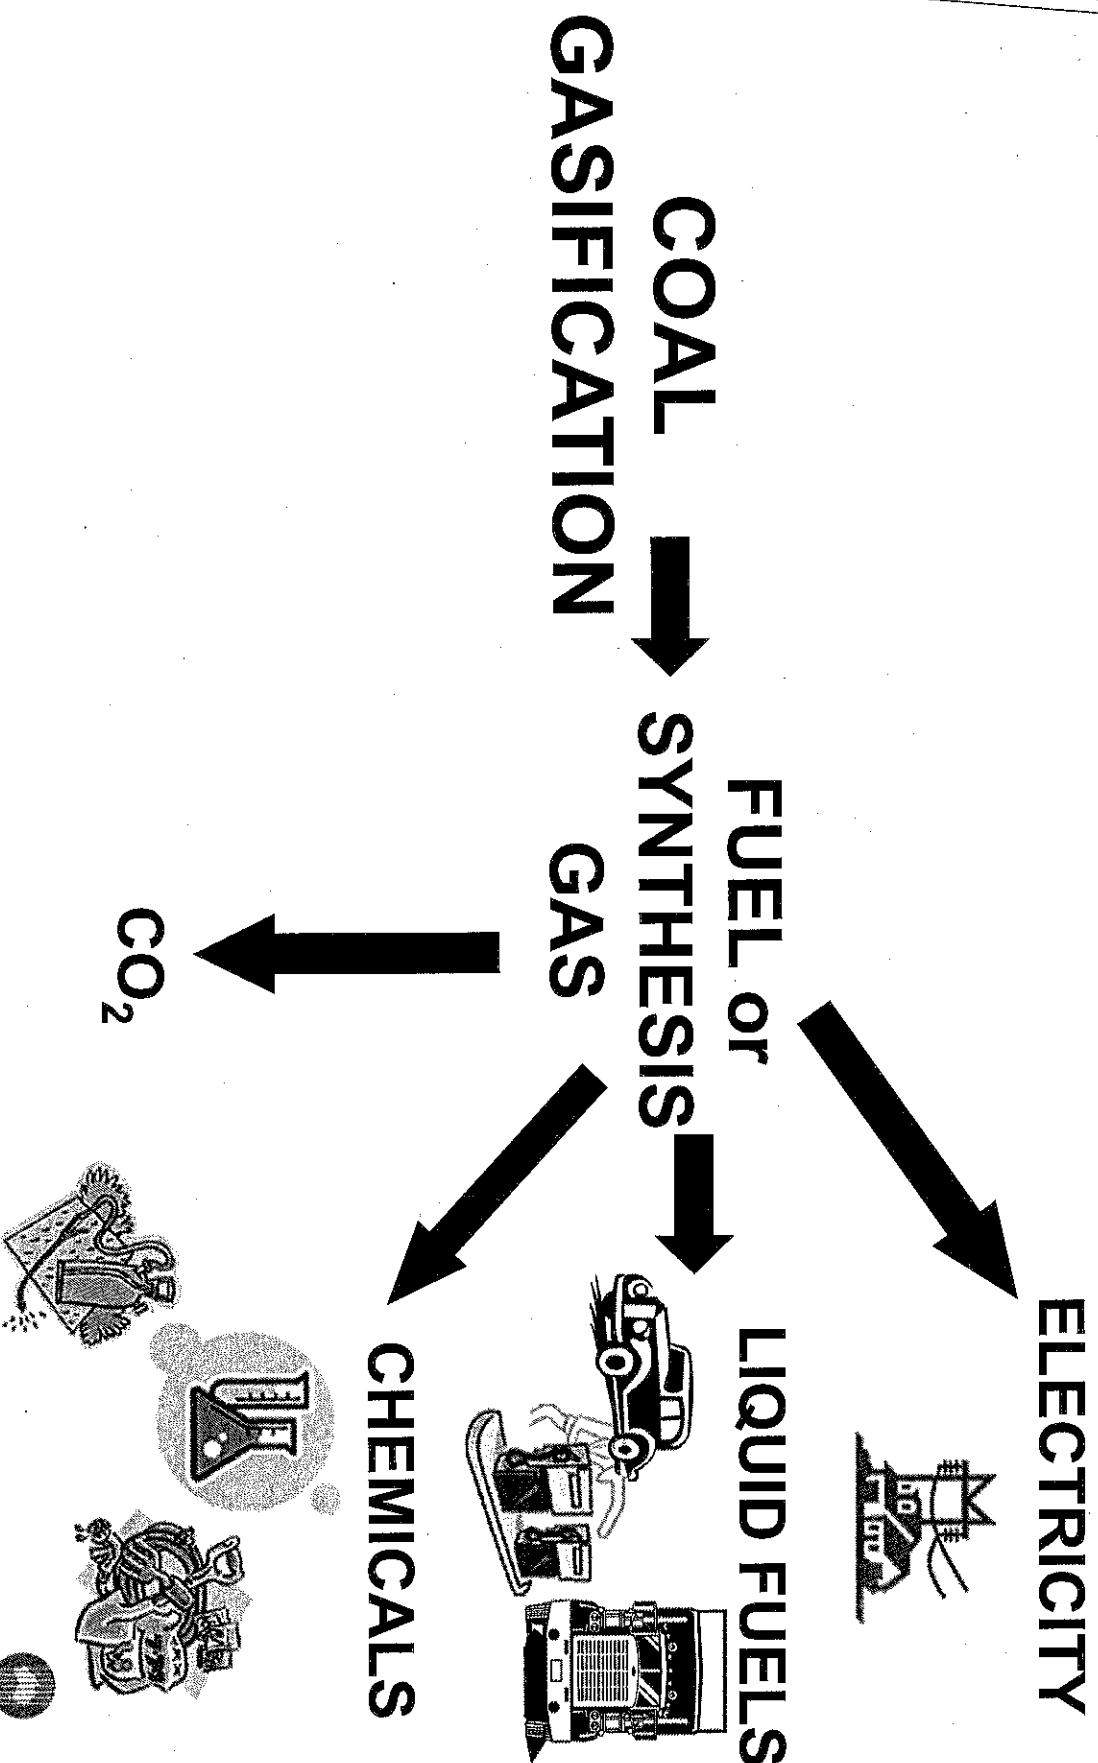 COAL
GASIFICATION
FUEL or
SYNTHESIS
GAS
CO₂
ELECTRICITY
LIQUID FUELS
CHEMICALS